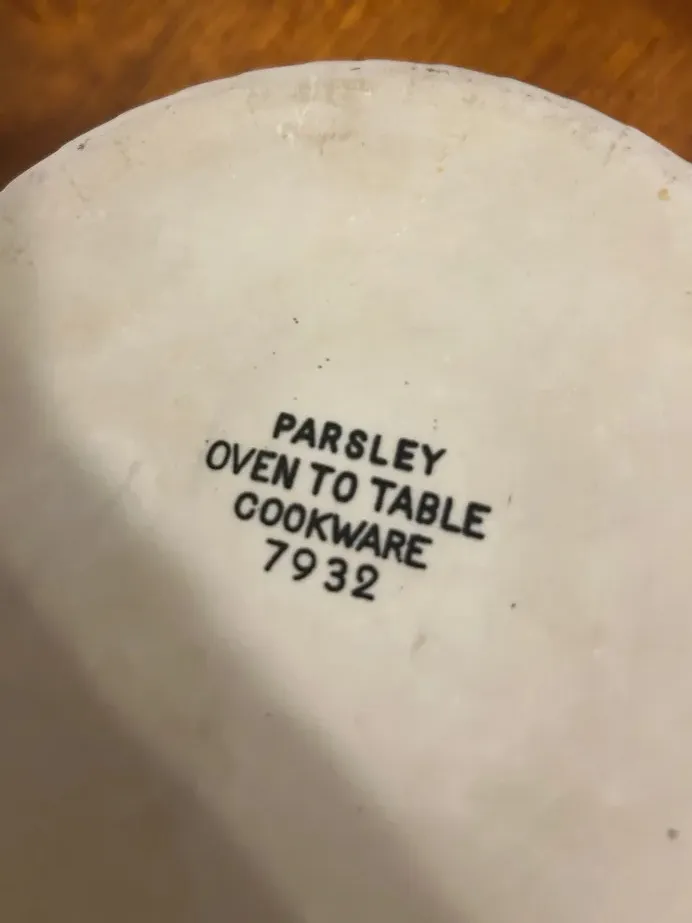 PARSLEY
OVEN TO TABLE
COOKWARE
7932